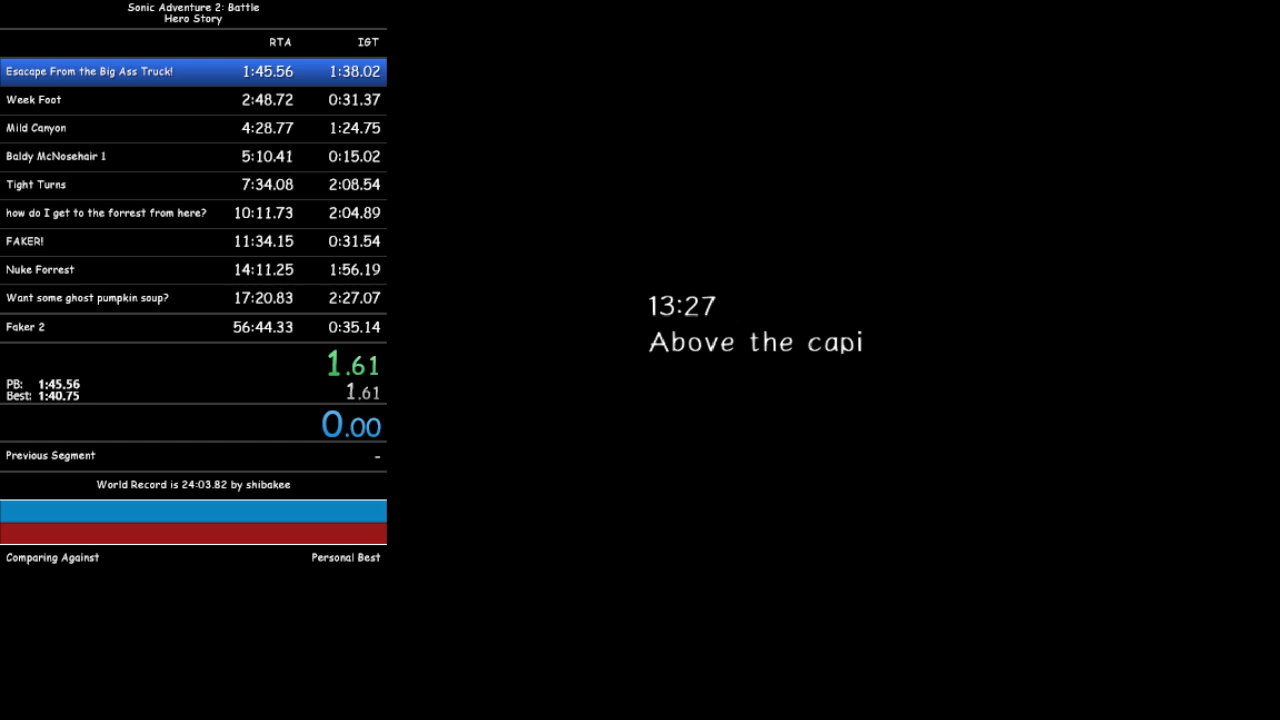 Sonic Adventure 2: Battle
Hero Story
RTA IGT
Esacape From the Big Ass Truck! 1:45.56 1:38.02
Week Foot 2:48.72 0:31.37
Mild Canyon 4:28.77 1:24.75
Baldy McNosehair 1 5:10.41 0:15.02
Tight Turns 7:34.08 2:08.54
how do I get to the forrest from here? 10:11.73 2:04.89
FAKER! 11:34.15 0:31.54
Nuke Forrest 14:11.25 1:56.19
Want some ghost pumpkin soup? 17:20.83 2:27.07
Faker 2 56:44.33 0:35.14
1.61
PB: 1:45.56
Best: 1:40.75
1.61
0.00
Previous Segment -
World Record is 24:03.82 by shibakee
Comparing Against Personal Best
13:27
Above the capi